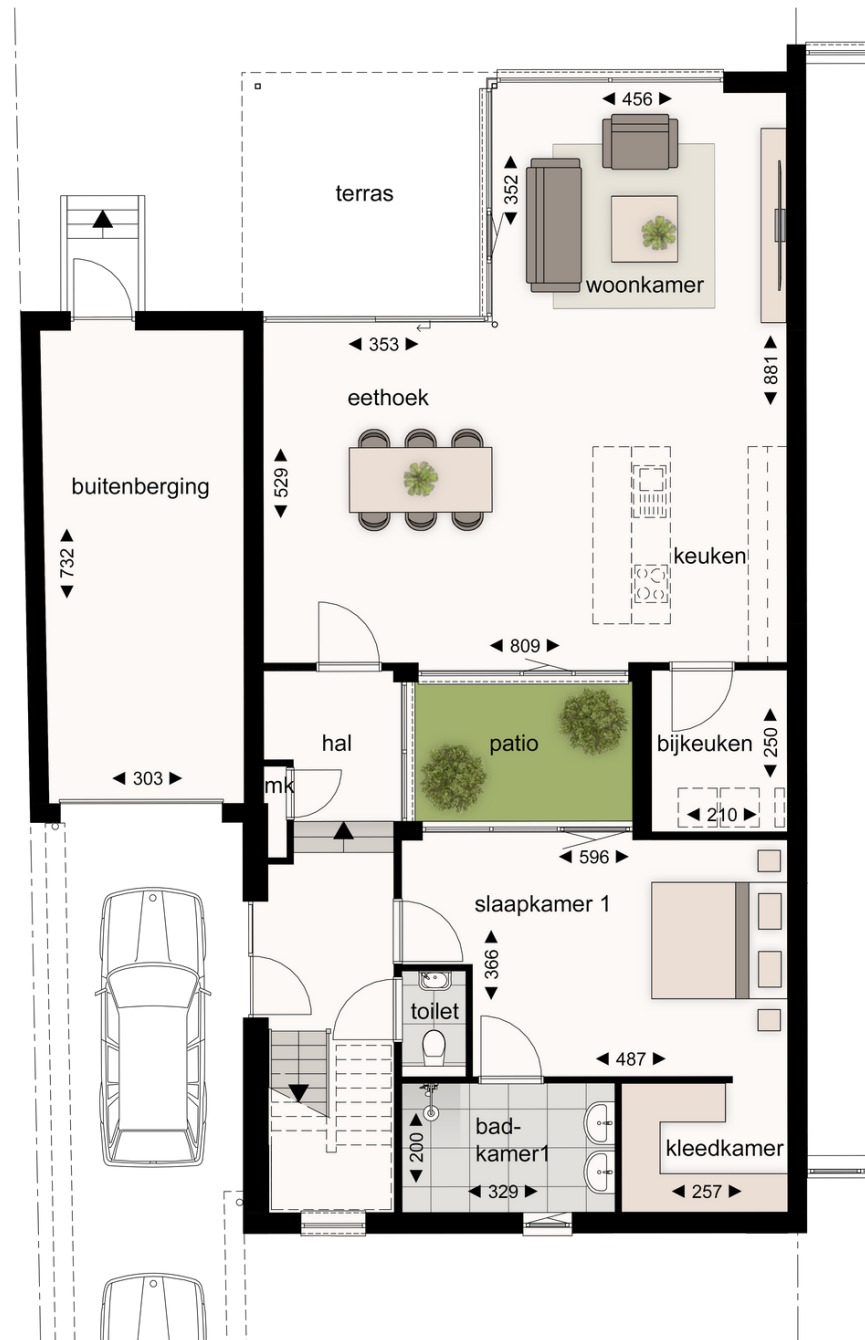 456
terras
352
woonkamer
353
881
eethoek
buitenberging
529
732
keuken
809
hal
patio
bijkeuken
250
303
mk
210
596
slaapkamer 1
366
toilet
487
bad-
kamer1
200
kleedkamer
329
257